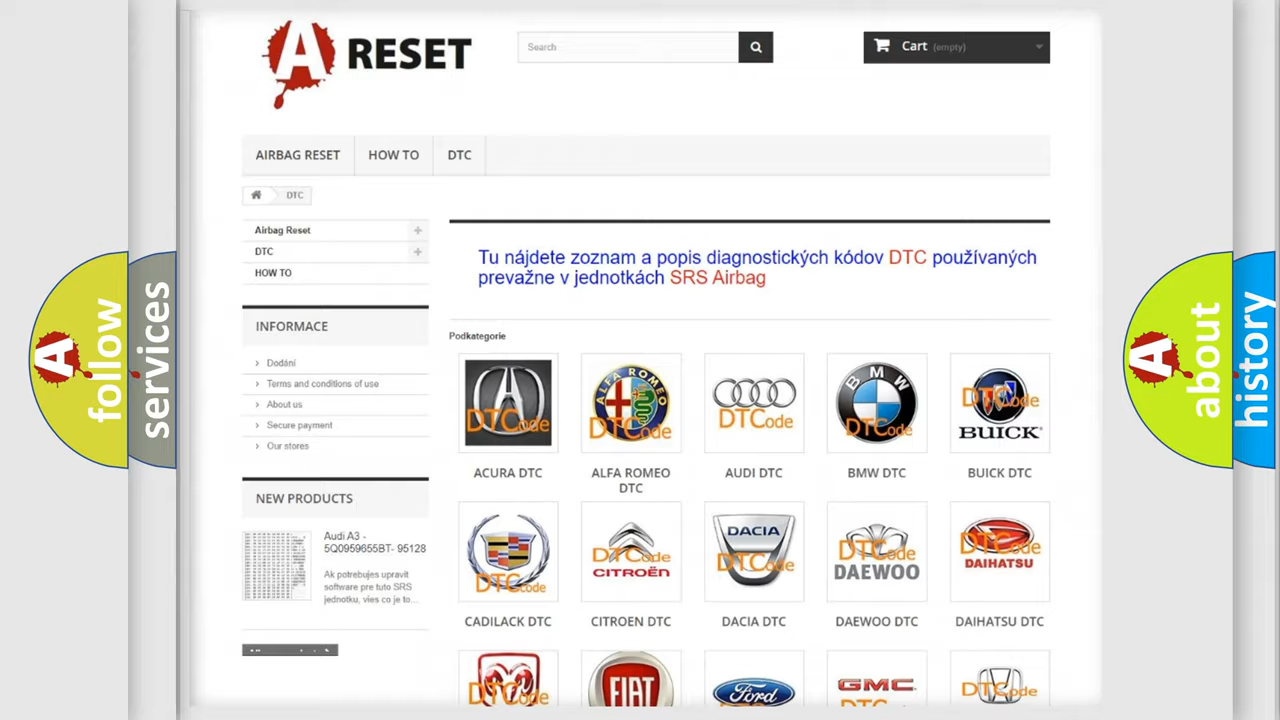 A RESET
Search
Cart (empty)
AIRBAG RESET
HOW TO
DTC
DTC
Airbag Reset
DTC
HOW TO
INFORMACE
Dodání
Terms and conditions of use
About us
Secure payment
Our stores
NEW PRODUCTS
Audi A3 -
5Q0959655BT- 95128
Ak potrebujes upravit
software pre tuto SRS
jednotku, vies co je to...
Tu nájdete zoznam a popis diagnostických kódov DTC používaných
prevažne v jednotkách SRS Airbag
Podkategorie
DTCode
ALFA ROMEO
DTCode
DTCode
BMW
DTCode
DTCode
BUICK
ACURA DTC
ALFA ROMEO
DTC
AUDI DTC
BMW DTC
BUICK DTC
DTCode
DTCode
CITROËN
DACIA
DTCode
DTCode
DAEWOO
DTCode
DAIHATSU
CADILACK DTC
CITROEN DTC
DACIA DTC
DAEWOO DTC
DAIHATSU DTC
DTCode
FIAT
Ford
GMC
DTCode
A follow
services
A about
history